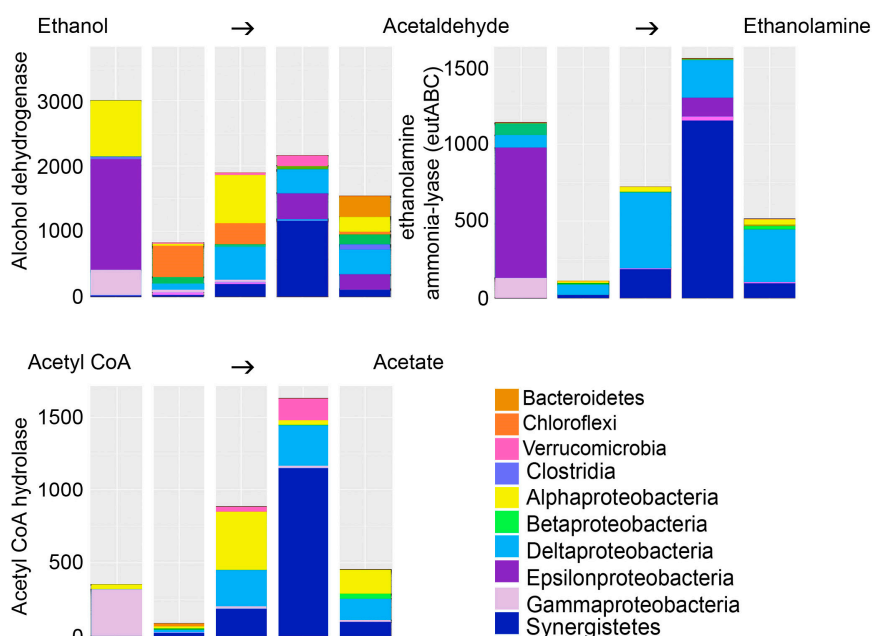 Ethanol → Acetaldehyde → Ethanolamine
Alcohol dehydrogenase
3000
2000
1000
0
ethanolamine
ammonia-lyase (eutABC)
1500
1000
500
0
Acetyl CoA → Acetate
Acetyl CoA hydrolase
1500
1000
500
0
Bacteroidetes
Chloroflexi
Verrucomicrobia
Clostridia
Alphaproteobacteria
Betaproteobacteria
Deltaproteobacteria
Epsilonproteobacteria
Gammaproteobacteria
Synergistetes